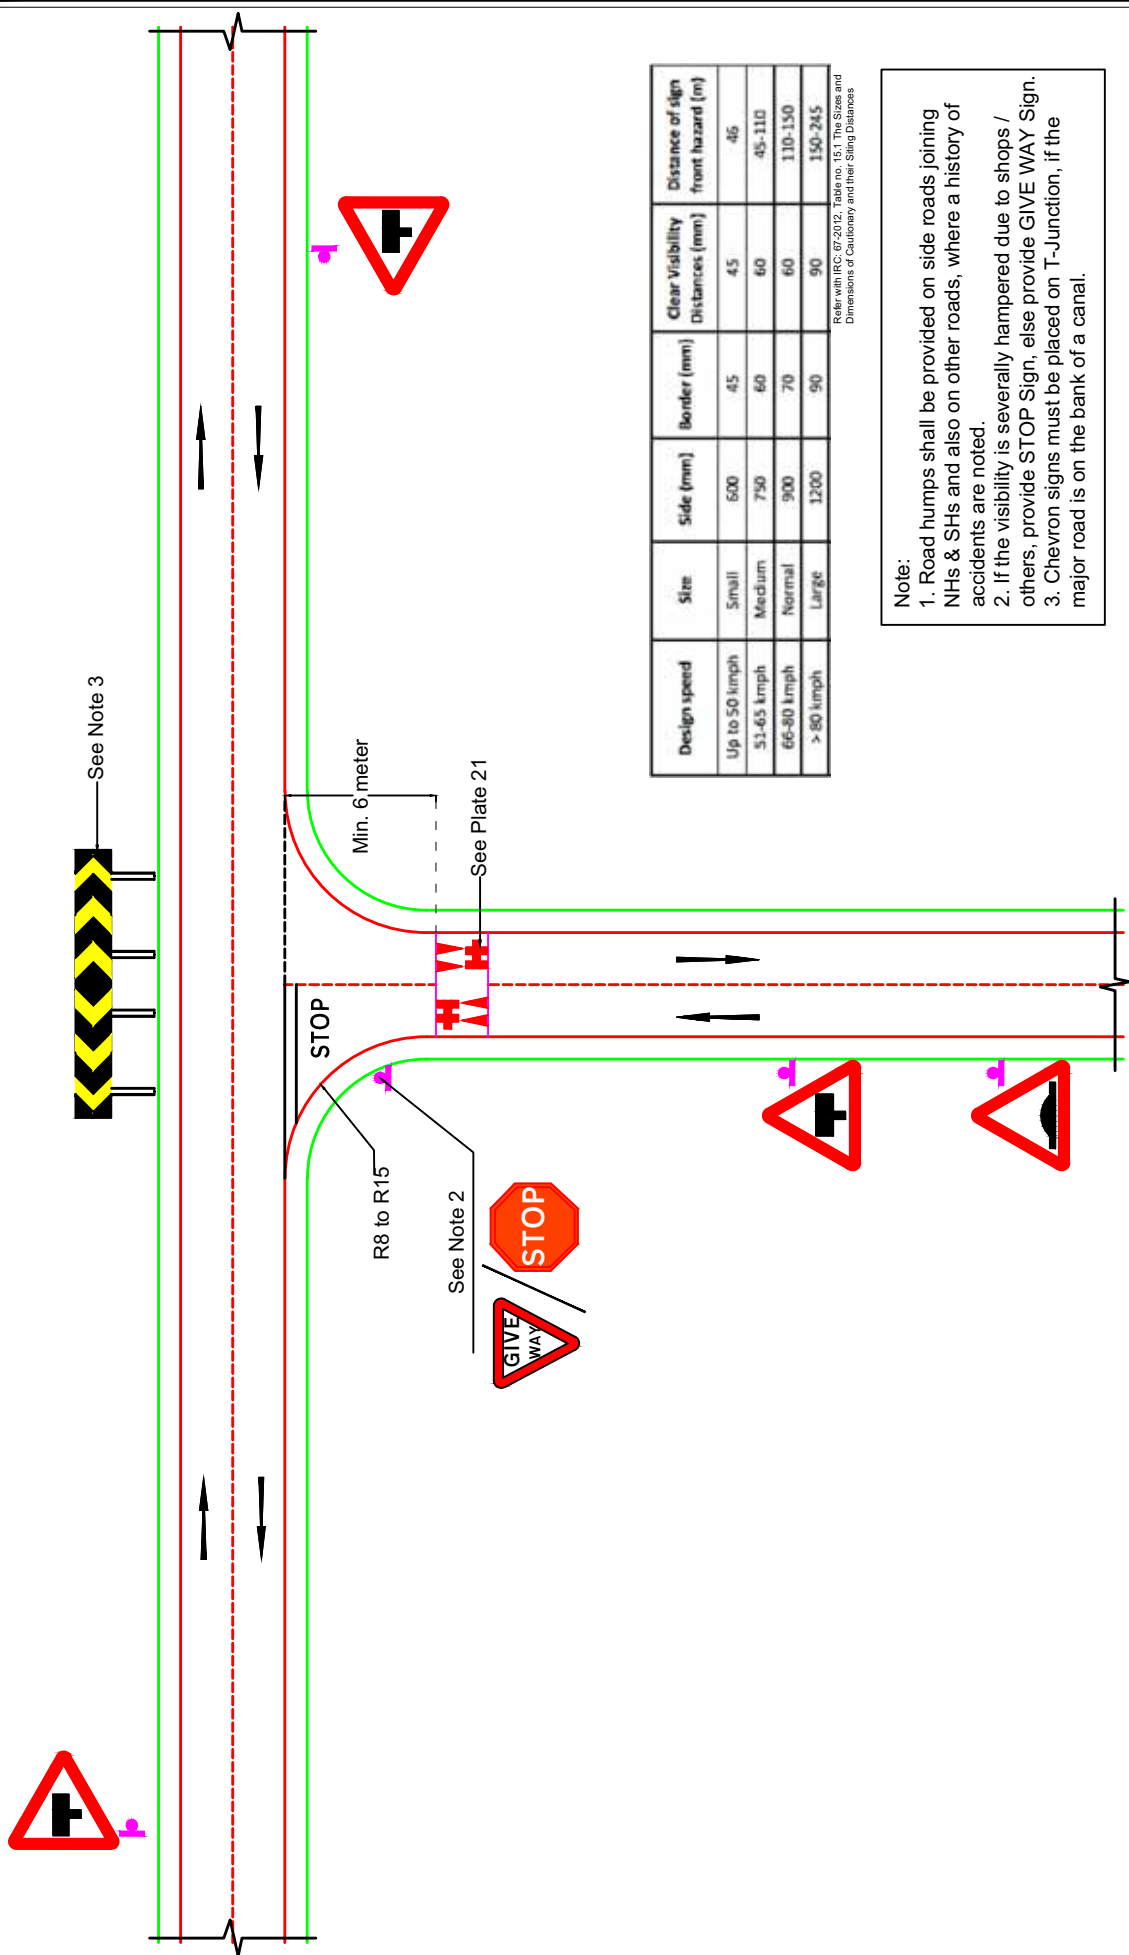 See Note 3
Min. 6 meter
See Plate 21
STOP
R8 to R15
See Note 2
STOP
GIVE
WAY
Design speed Size Side (mm) Border (mm) Clear Visibility Distances (mm) Distance of sign front hazard (m)
Up to 50 kmph Small 600 45 45 46
51-65 kmph Medium 750 60 60 45-110
66-80 kmph Normal 900 70 60 110-150
> 80 kmph Large 1200 90 90 150-245
Refer with IRC: 67-2012, Table no. 15.1 The Sizes and
Dimensions of Cautionary and their Siting Distances
Note:
1. Road humps shall be provided on side roads joining
NHs & SHs and also on other roads, where a history of
accidents are noted.
2. If the visibility is severally hampered due to shops /
others, provide STOP Sign, else provide GIVE WAY Sign.
3. Chevron signs must be placed on T-Junction, if the
major road is on the bank of a canal.